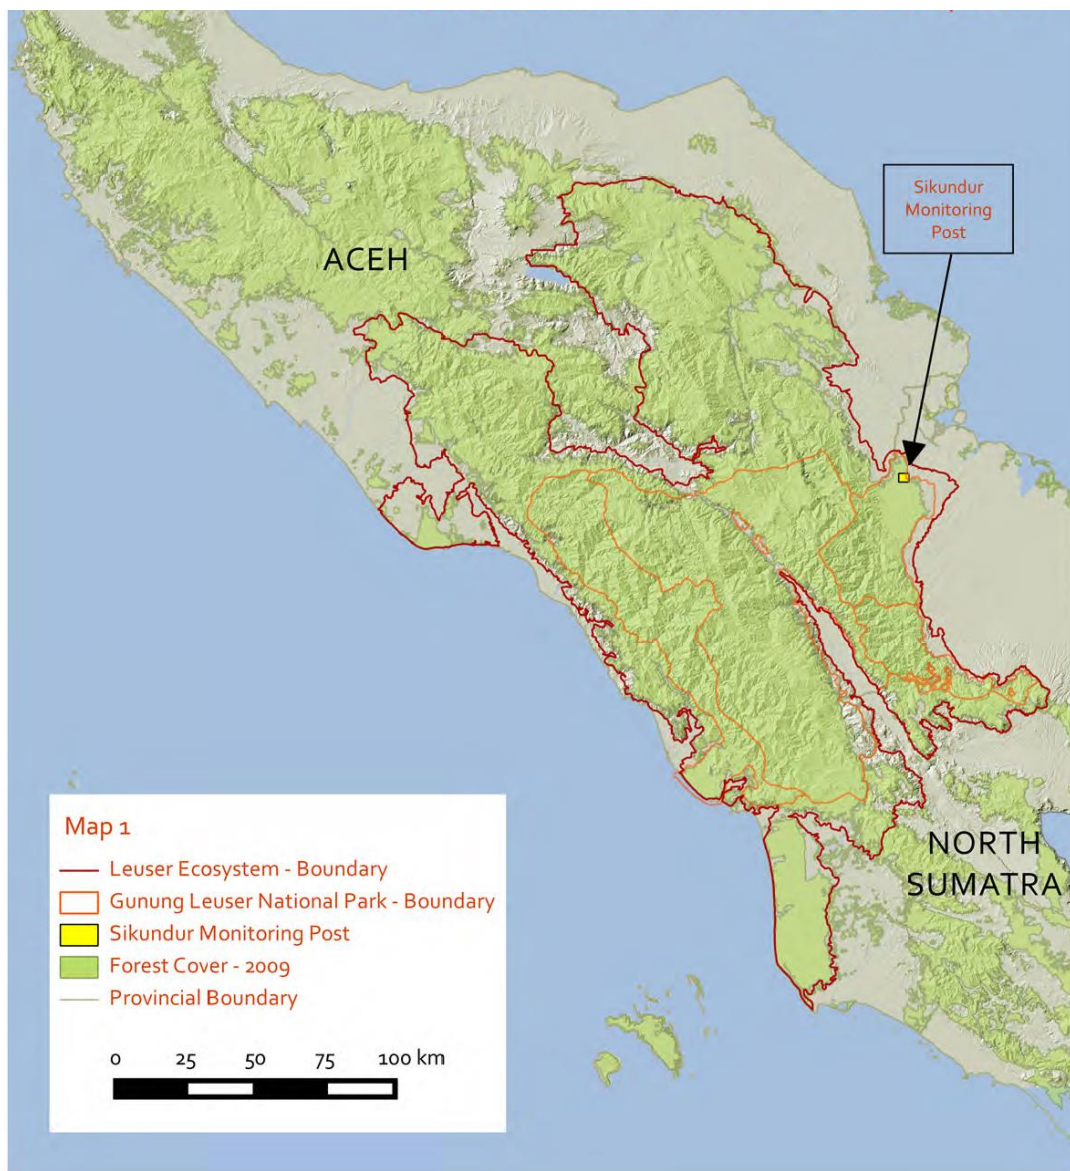 Sikundur
Monitoring
Post
ACEH
NORTH
SUMATRA
Map 1
Leuser Ecosystem - Boundary
Gunung Leuser National Park - Boundary
Sikundur Monitoring Post
Forest Cover - 2009
Provincial Boundary
0 25 50 75 100 km